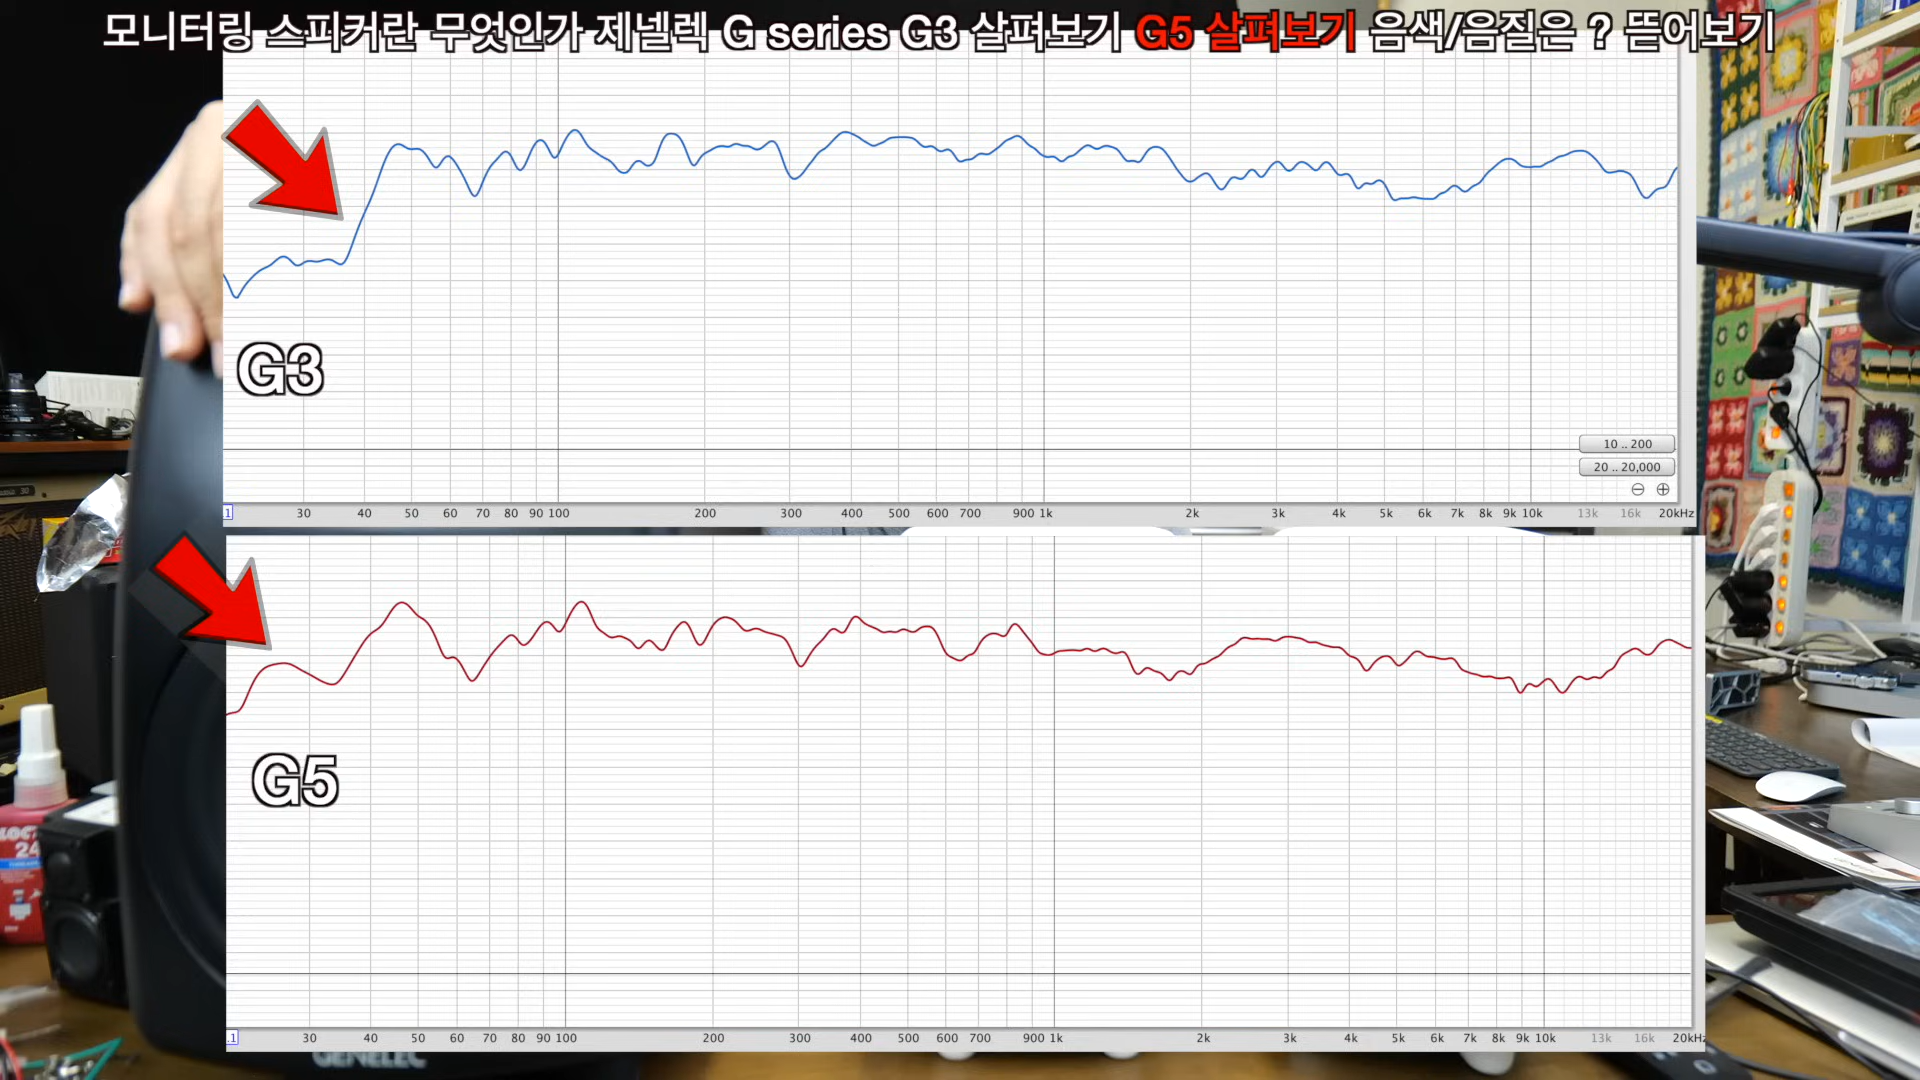 모니터링 스피커란 무엇인가 제넬렉 G series G3 살펴보기 G5 살펴보기 음색/음질은 ? 뜯어보기
G3
10 .. 200
20 .. 20,000
1 30 40 50 60 70 80 90 100 200 300 400 500 600 700 900 1k 2k 3k 4k 5k 6k 7k 8k 9k 10k 13k 16k 20kHz
G5
.1 30 40 50 60 70 80 90 100 200 300 400 500 600 700 900 1k 2k 3k 4k 5k 6k 7k 8k 9k 10k 13k 16k 20kHz
GENELEC
24